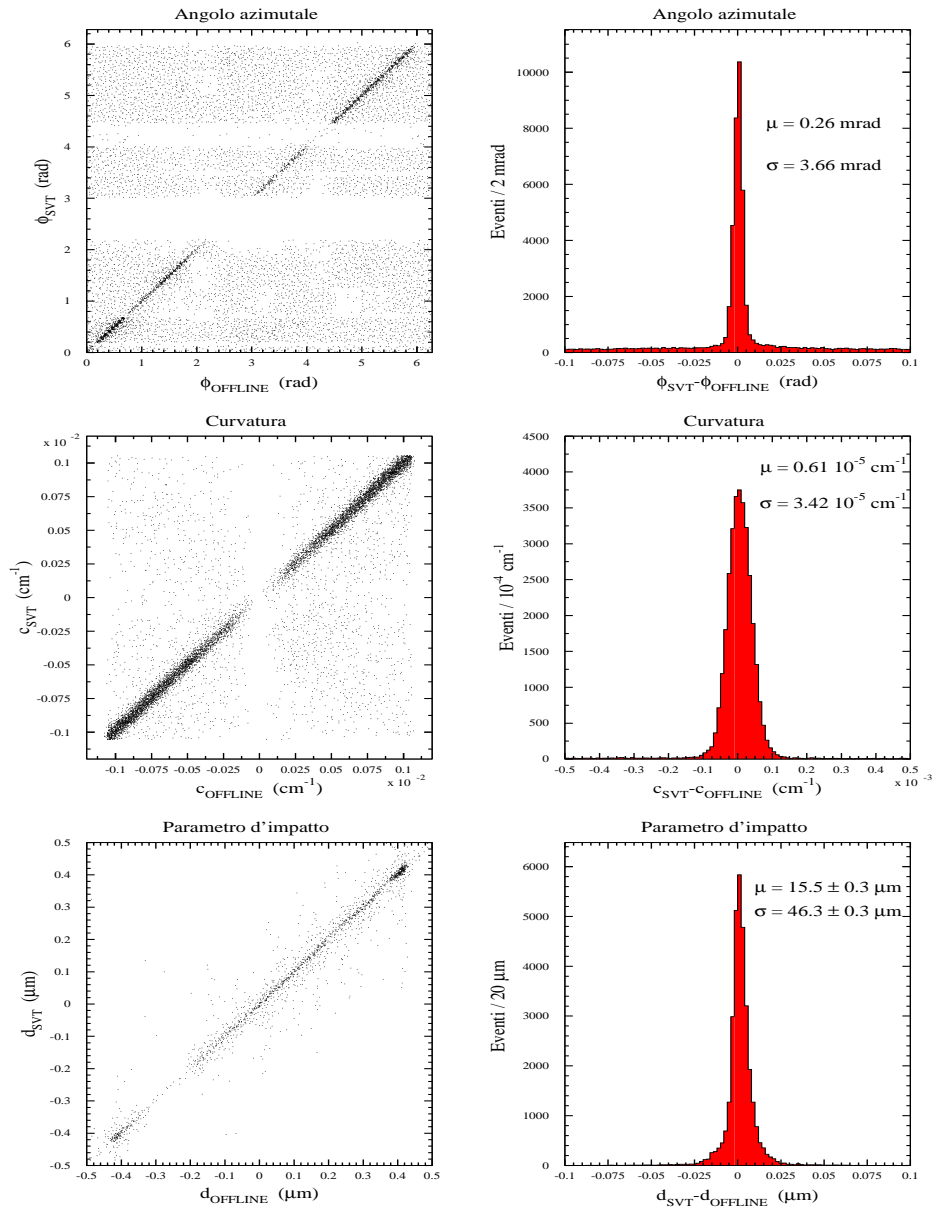 Angolo azimutale
ϕSVT (rad)
6
5
4
3
2
1
0
0 1 2 3 4 5 6
ϕOFFLINE (rad)
Angolo azimutale
Eventi / 2 mrad
10000
8000
6000
4000
2000
0
μ = 0.26 mrad
σ = 3.66 mrad
-0.1 -0.075 -0.05 -0.025 0 0.025 0.05 0.075 0.1
ϕSVT-ϕOFFLINE (rad)
Curvatura
x 10 -2
cSVT (cm-1)
0.1
0.075
0.05
0.025
0
-0.025
-0.05
-0.075
-0.1
-0.1 -0.075 -0.05 -0.025 0 0.025 0.05 0.075 0.1
x 10 -2
cOFFLINE (cm-1)
Curvatura
Eventi / 10-4 cm-1
4500
4000
3500
3000
2500
2000
1500
1000
500
0
μ = 0.61 10-5 cm-1
σ = 3.42 10-5 cm-1
-0.5 -0.4 -0.3 -0.2 -0.1 0 0.1 0.2 0.3 0.4 0.5
x 10 -3
cSVT-cOFFLINE (cm-1)
Parametro d'impatto
dSVT (μm)
0.5
0.4
0.3
0.2
0.1
0
-0.1
-0.2
-0.3
-0.4
-0.5
-0.5 -0.4 -0.3 -0.2 -0.1 0 0.1 0.2 0.3 0.4 0.5
dOFFLINE (μm)
Parametro d'impatto
Eventi / 20 μm
6000
5000
4000
3000
2000
1000
0
μ = 15.5 ± 0.3 μm
σ = 46.3 ± 0.3 μm
-0.1 -0.075 -0.05 -0.025 0 0.025 0.05 0.075 0.1
dSVT-dOFFLINE (μm)